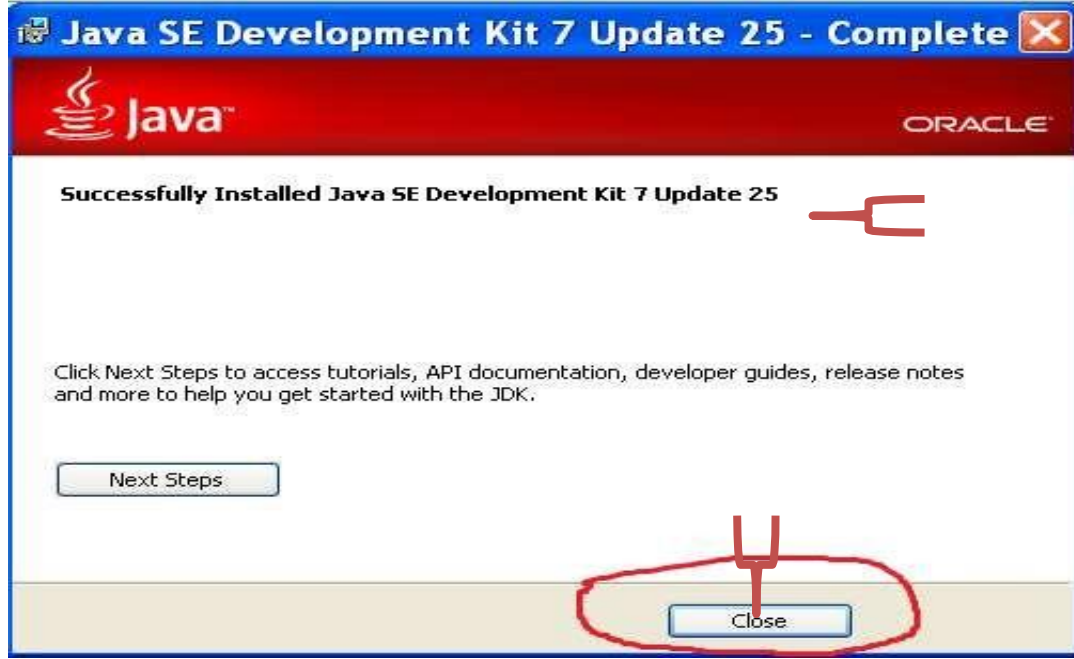 Java SE Development Kit 7 Update 25 - Complete
Java™
ORACLE
Successfully Installed Java SE Development Kit 7 Update 25
Click Next Steps to access tutorials, API documentation, developer guides, release notes
and more to help you get started with the JDK.
Next Steps
Close